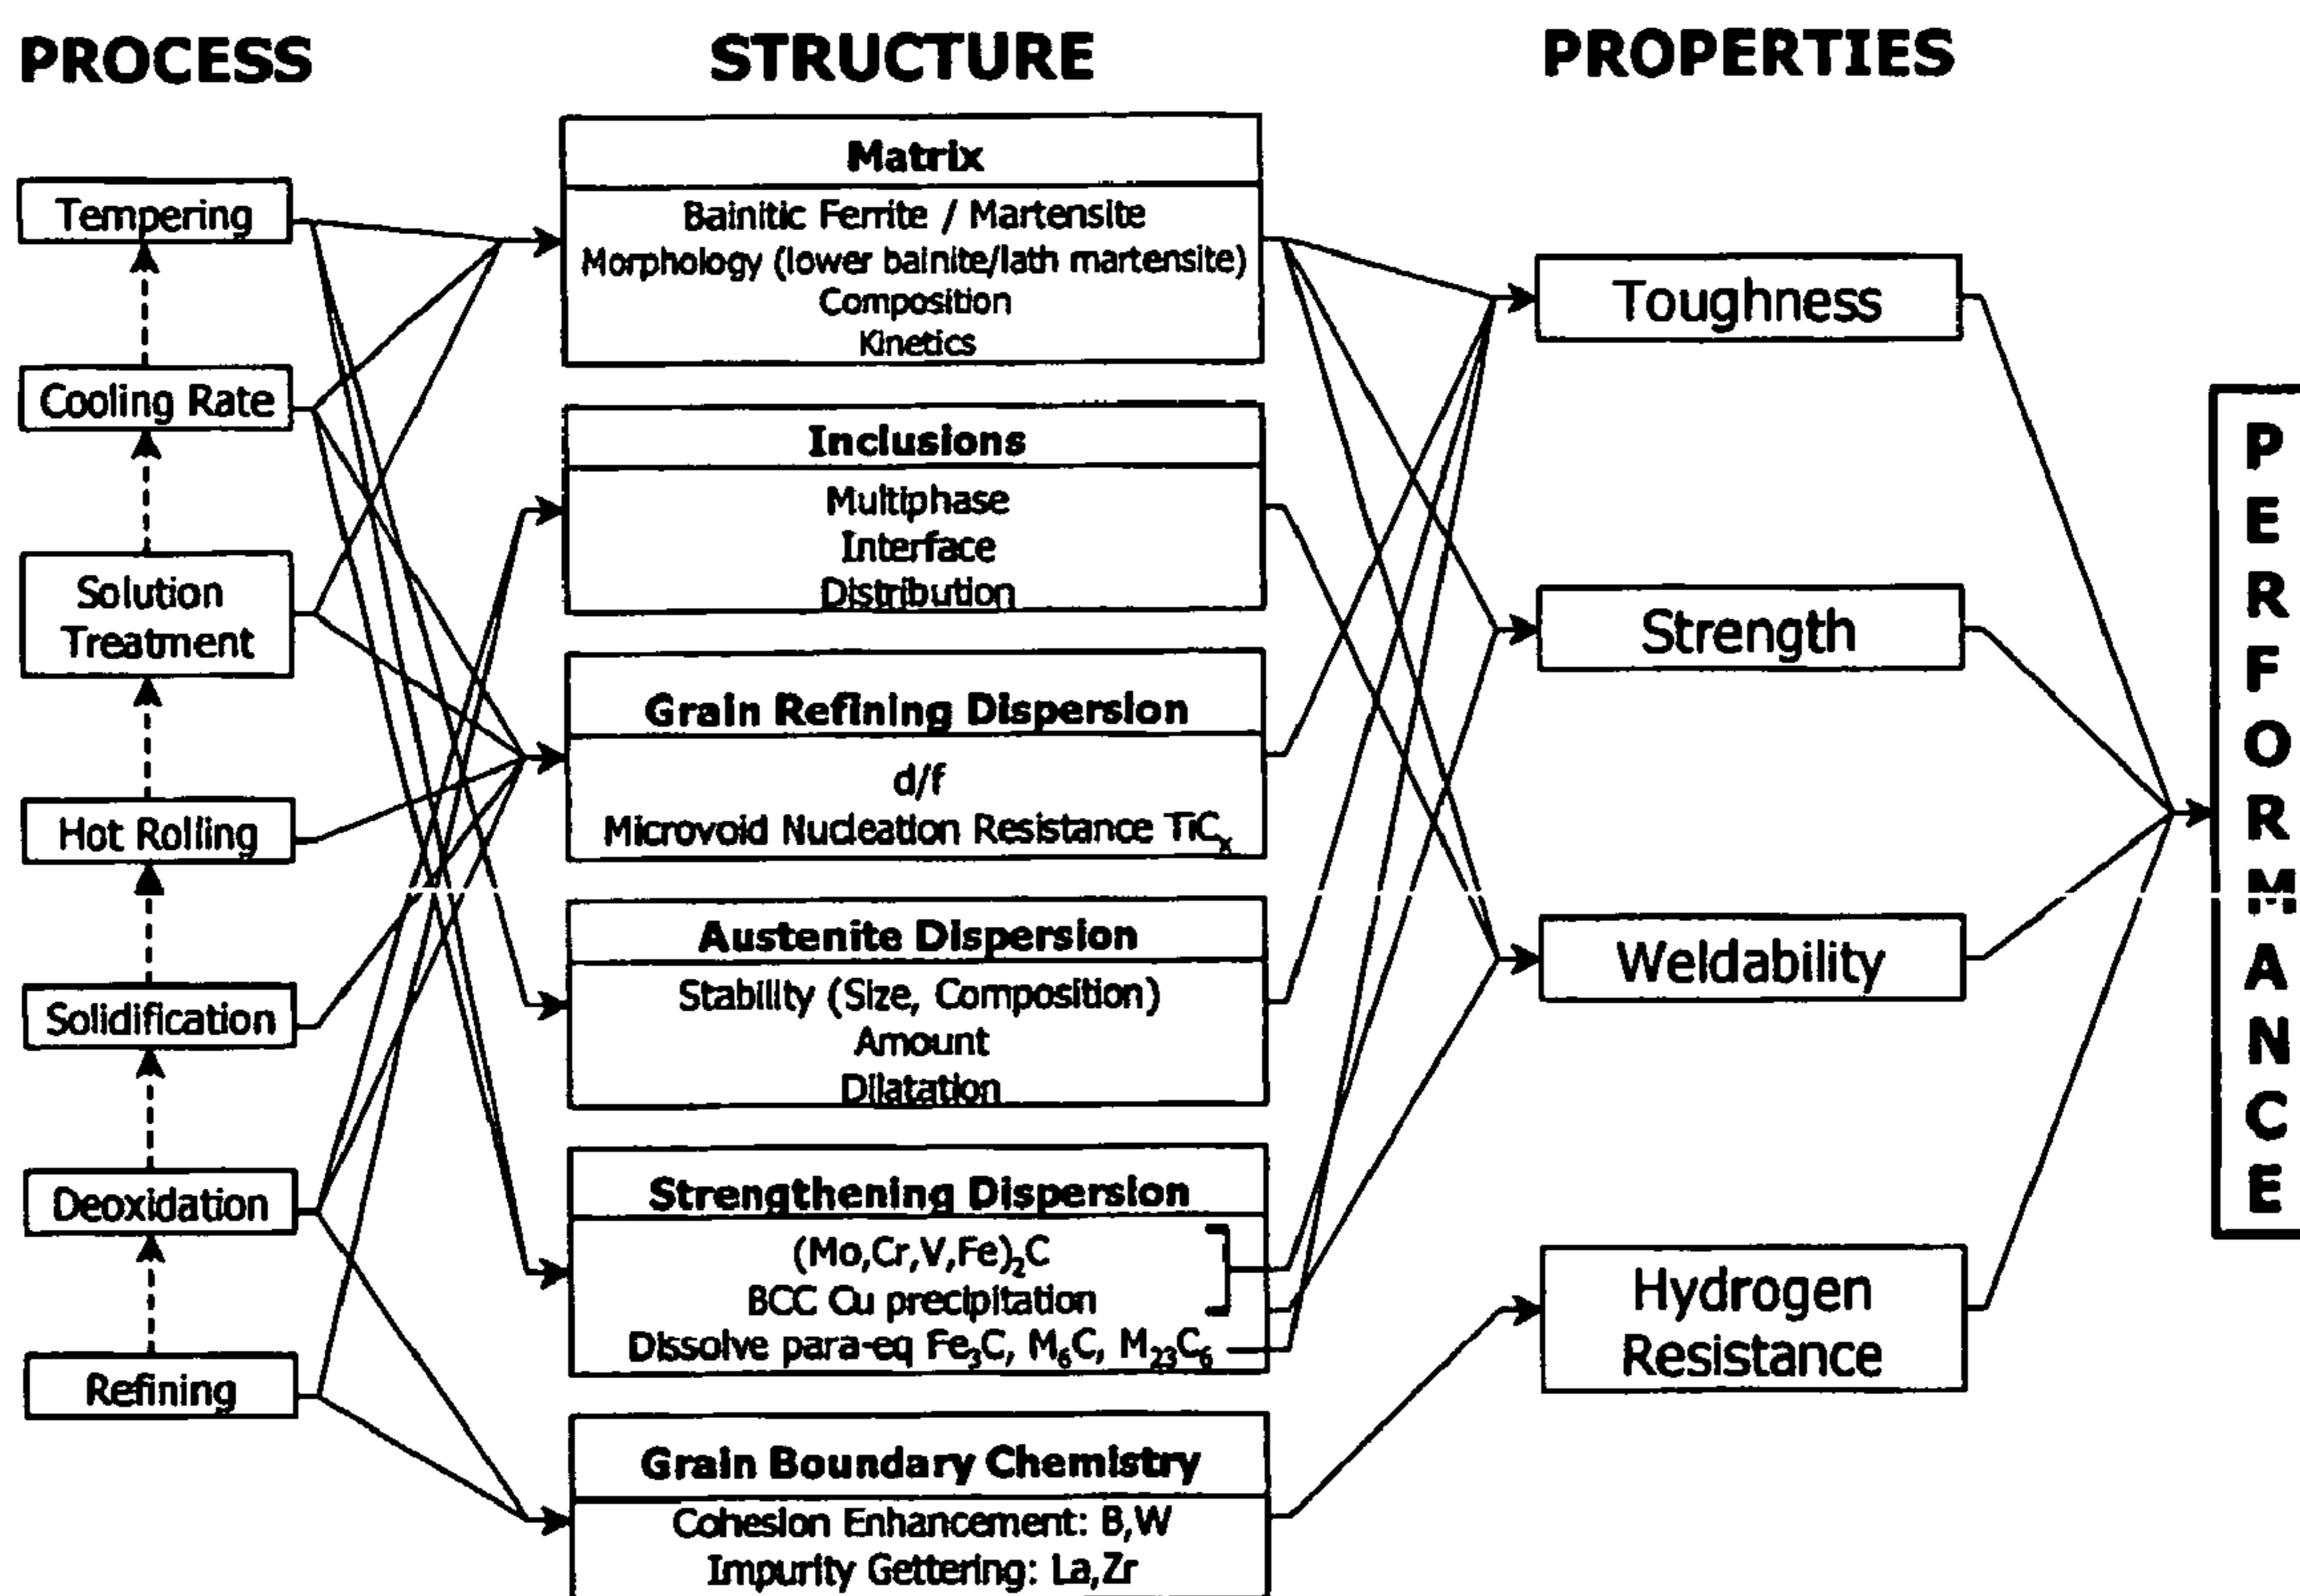 PROCESS
STRUCTURE
PROPERTIES
Tempering
Cooling Rate
Solution
Treatment
Hot Rolling
Solidification
Deoxidation
Refining
Matrix
Bainitic Ferrite / Martensite
Morphology (lower bainite/lath martensite)
Composition
Kinetics
Inclusions
Multiphase
Interface
Distribution
Grain Refining Dispersion
d/f
Microvoid Nucleation Resistance TiCₓ
Austenite Dispersion
Stability (Size, Composition)
Amount
Dilatation
Strengthening Dispersion
(Mo,Cr,V,Fe)₂C
BCC Cu precipitation
Dissolve para-eq Fe₃C, M₆C, M₂₃C₆
Grain Boundary Chemistry
Cohesion Enhancement: B,W
Impurity Gettering: La,Zr
Toughness
Strength
Weldability
Hydrogen
Resistance
PERFORMANCE